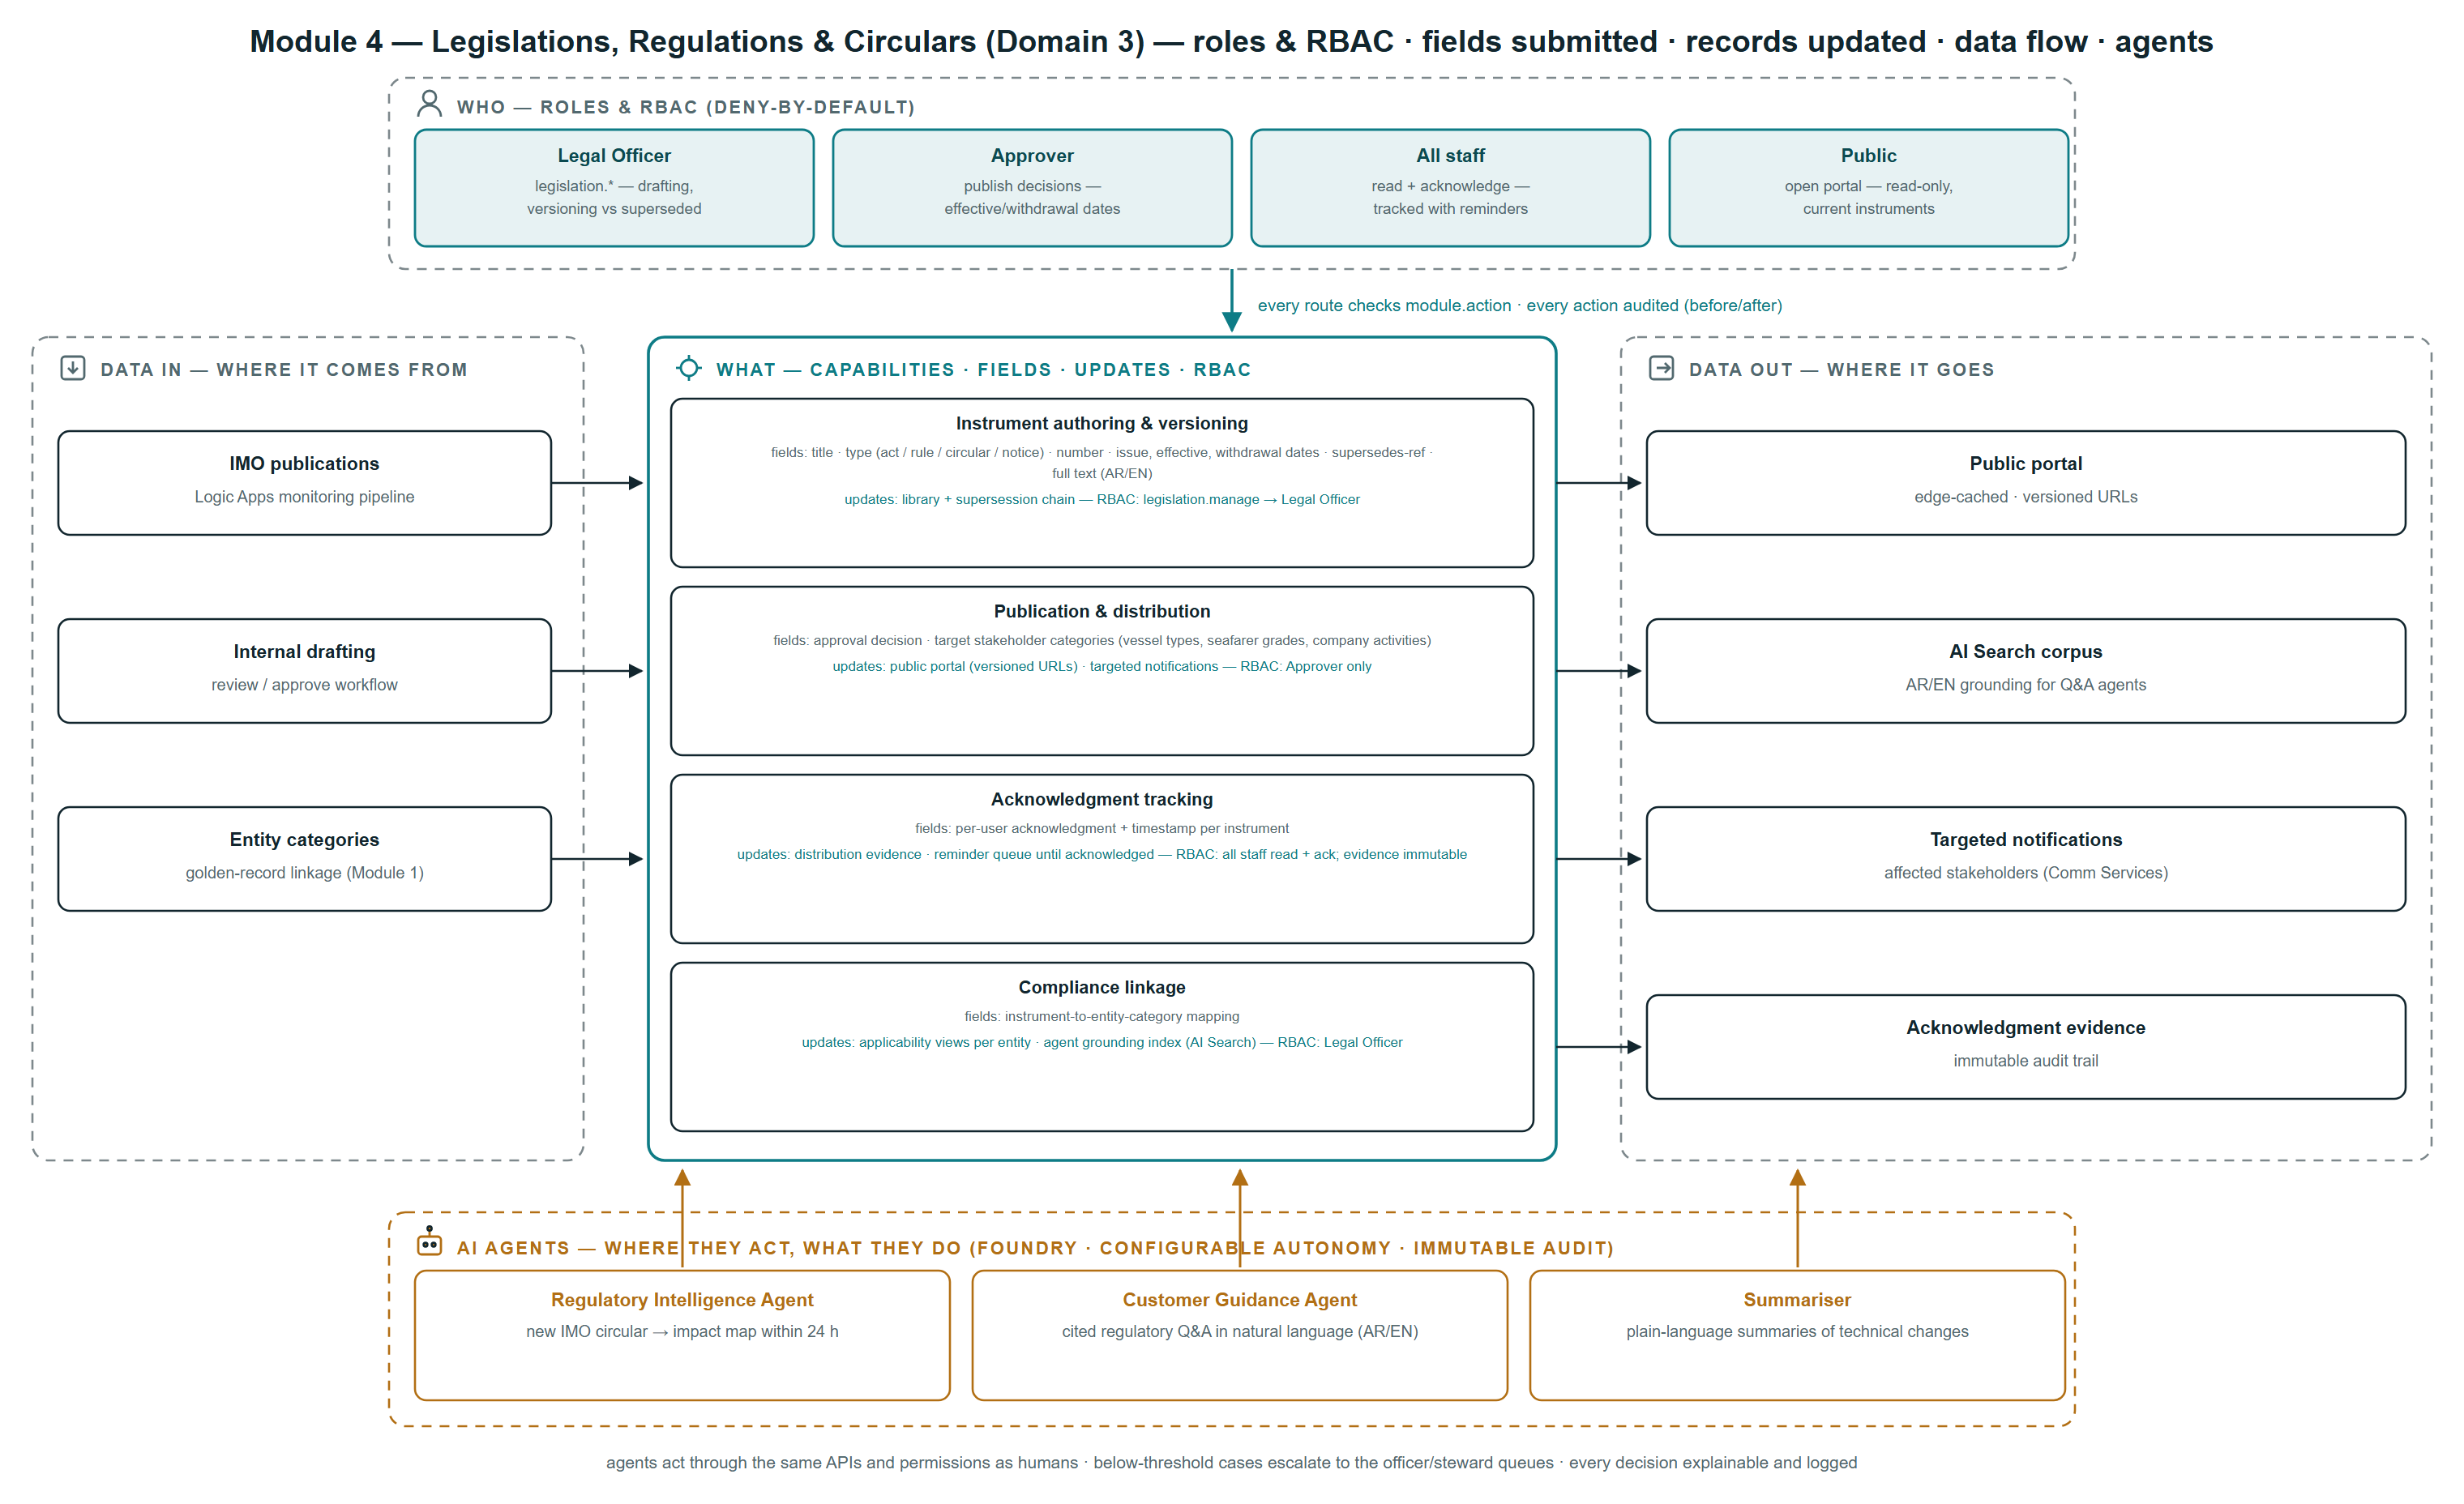 Module 4 — Legislations, Regulations & Circulars (Domain 3) — roles & RBAC · fields submitted · records updated · data flow · agents
WHO — ROLES & RBAC (DENY-BY-DEFAULT)
Legal Officer
legislation.* — drafting,
versioning vs superseded
Approver
publish decisions —
effective/withdrawal dates
All staff
read + acknowledge —
tracked with reminders
Public
open portal — read-only,
current instruments
every route checks module.action · every action audited (before/after)
DATA IN — WHERE IT COMES FROM
IMO publications
Logic Apps monitoring pipeline
Internal drafting
review / approve workflow
Entity categories
golden-record linkage (Module 1)
WHAT — CAPABILITIES · FIELDS · UPDATES · RBAC
Instrument authoring & versioning
fields: title · type (act / rule / circular / notice) · number · issue, effective, withdrawal dates · supersedes-ref ·
full text (AR/EN)
updates: library + supersession chain — RBAC: legislation.manage → Legal Officer
Publication & distribution
fields: approval decision · target stakeholder categories (vessel types, seafarer grades, company activities)
updates: public portal (versioned URLs) · targeted notifications — RBAC: Approver only
Acknowledgment tracking
fields: per-user acknowledgment + timestamp per instrument
updates: distribution evidence · reminder queue until acknowledged — RBAC: all staff read + ack; evidence immutable
Compliance linkage
fields: instrument-to-entity-category mapping
updates: applicability views per entity · agent grounding index (AI Search) — RBAC: Legal Officer
DATA OUT — WHERE IT GOES
Public portal
edge-cached · versioned URLs
AI Search corpus
AR/EN grounding for Q&A agents
Targeted notifications
affected stakeholders (Comm Services)
Acknowledgment evidence
immutable audit trail
AI AGENTS — WHERE THEY ACT, WHAT THEY DO (FOUNDRY · CONFIGURABLE AUTONOMY · IMMUTABLE AUDIT)
Regulatory Intelligence Agent
new IMO circular → impact map within 24 h
Customer Guidance Agent
cited regulatory Q&A in natural language (AR/EN)
Summariser
plain-language summaries of technical changes
agents act through the same APIs and permissions as humans · below-threshold cases escalate to the officer/steward queues · every decision explainable and logged